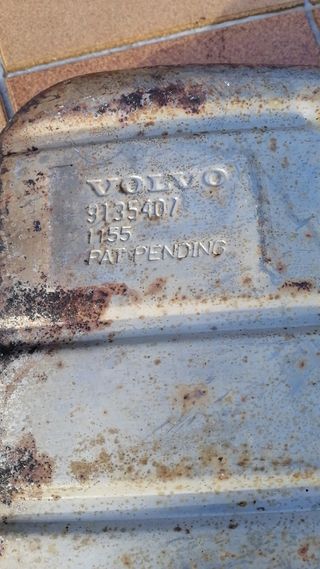 VOLVO
9135407
1155
PAT PENDING